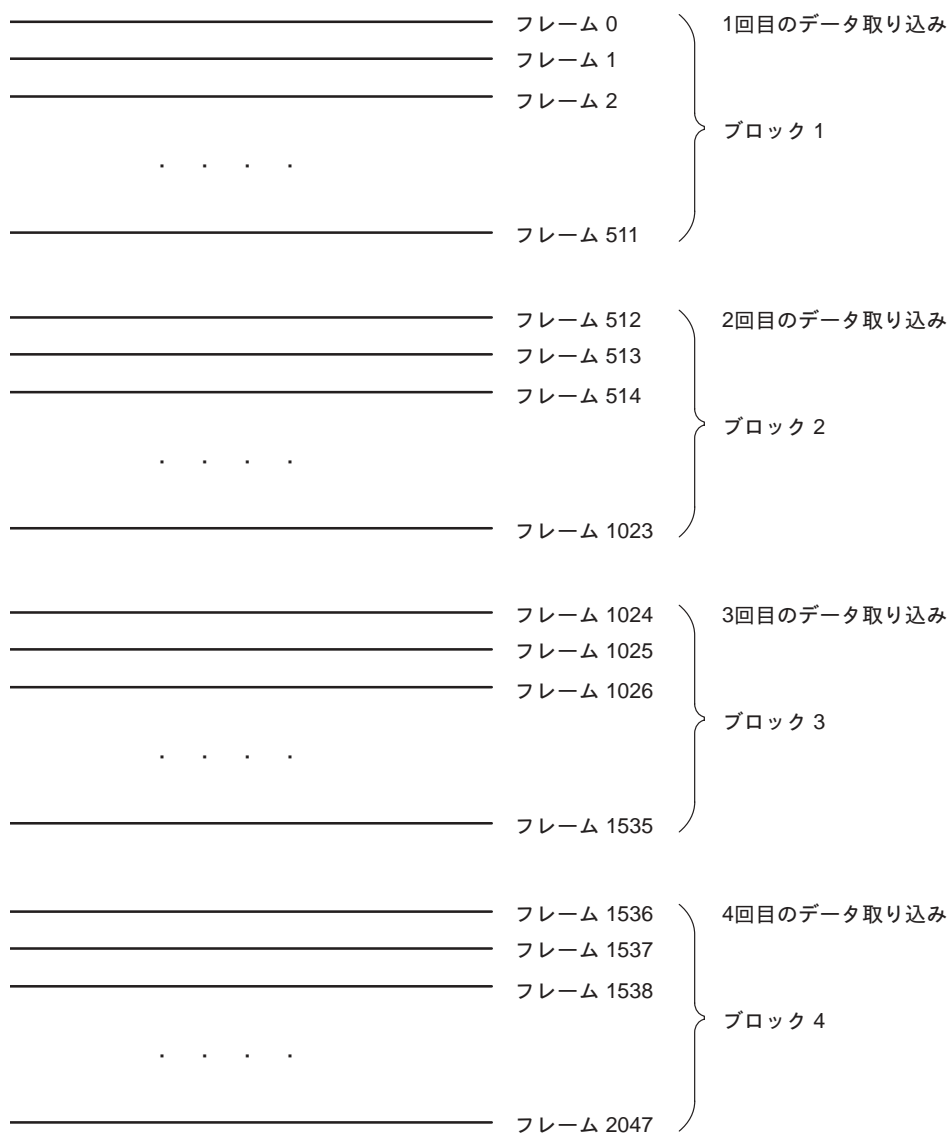 フレーム 0 1回目のデータ取り込み
フレーム 1
フレーム 2
ブロック 1
. . . .
フレーム 511
フレーム 512 2回目のデータ取り込み
フレーム 513
フレーム 514
ブロック 2
. . . .
フレーム 1023
フレーム 1024 3回目のデータ取り込み
フレーム 1025
フレーム 1026
ブロック 3
. . . .
フレーム 1535
フレーム 1536 4回目のデータ取り込み
フレーム 1537
フレーム 1538
ブロック 4
. . . .
フレーム 2047